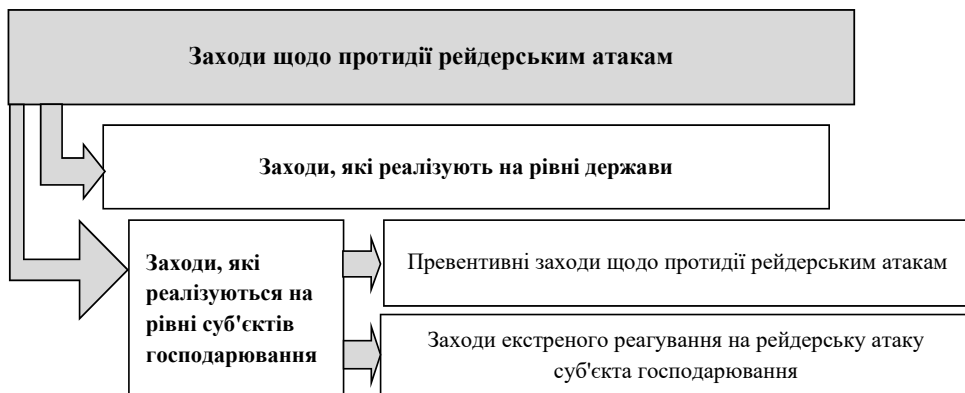 Заходи щодо протидії рейдерським атакам
Заходи, які реалізують на рівні держави
Заходи, які
реалізуються на
рівні суб'єктів
господарювання
Превентивні заходи щодо протидії рейдерським атакам
Заходи екстреного реагування на рейдерську атаку
суб'єкта господарювання